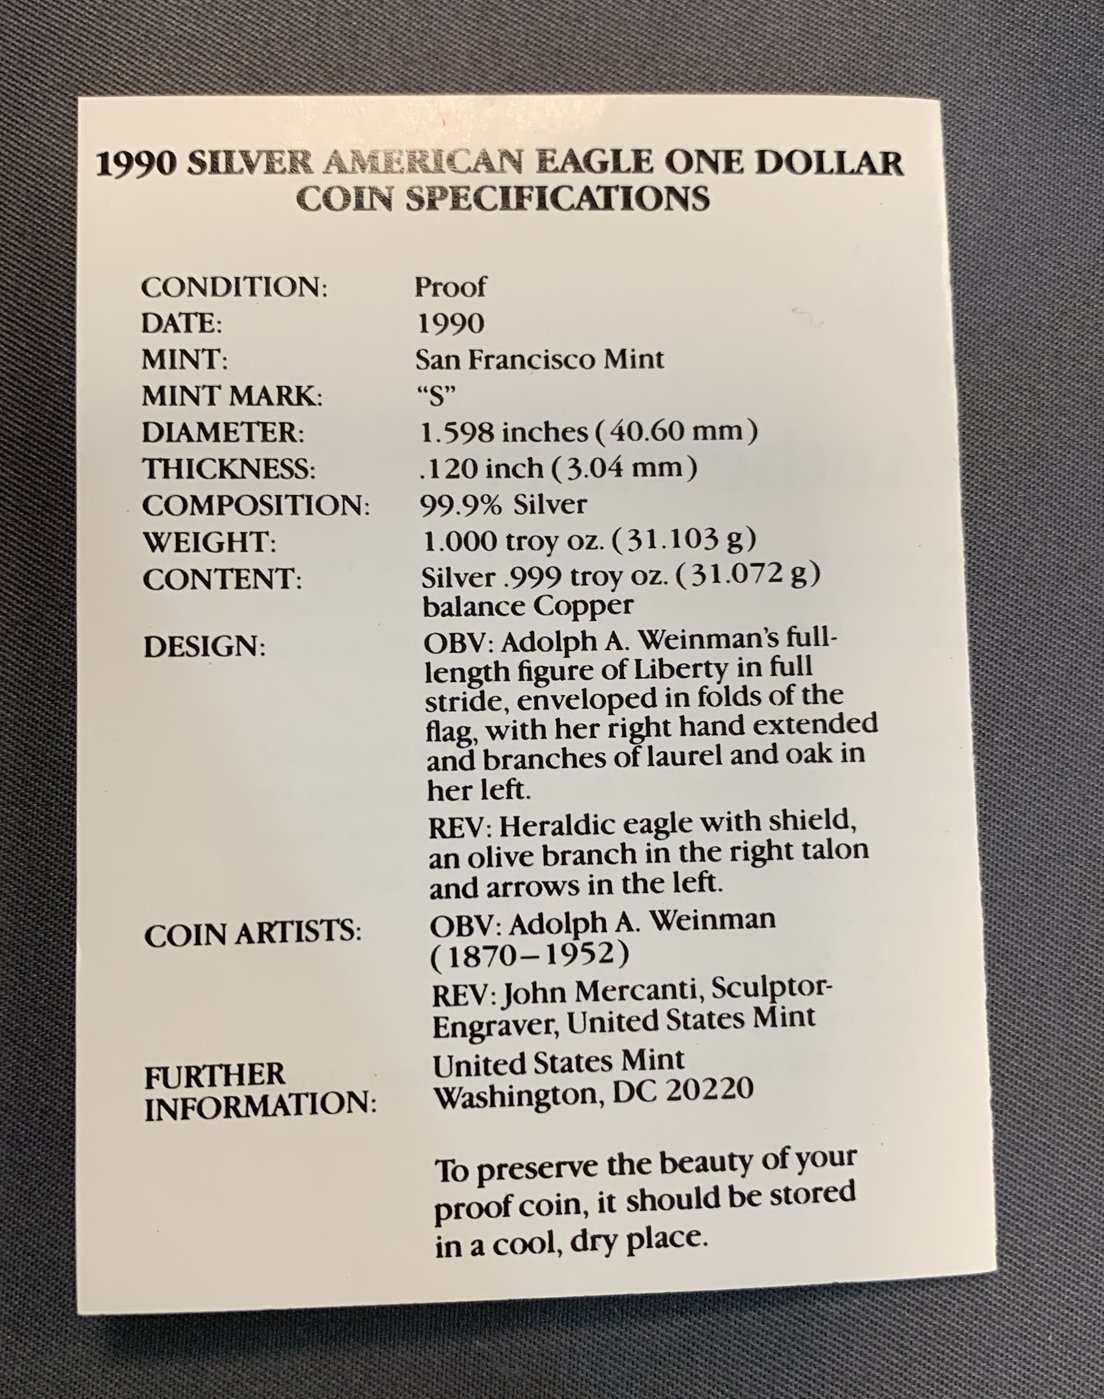 1990 SILVER AMERICAN EAGLE ONE DOLLAR
COIN SPECIFICATIONS
CONDITION: Proof
DATE: 1990
MINT: San Francisco Mint
MINT MARK: “S”
DIAMETER: 1.598 inches (40.60 mm)
THICKNESS: .120 inch (3.04 mm)
COMPOSITION: 99.9% Silver
WEIGHT: 1.000 troy oz. (31.103 g)
CONTENT: Silver .999 troy oz. (31.072 g)
balance Copper
DESIGN: OBV: Adolph A. Weinman’s full-
length figure of Liberty in full
stride, enveloped in folds of the
flag, with her right hand extended
and branches of laurel and oak in
her left.
REV: Heraldic eagle with shield,
an olive branch in the right talon
and arrows in the left.
COIN ARTISTS: OBV: Adolph A. Weinman
(1870–1952)
REV: John Mercanti, Sculptor-
Engraver, United States Mint
FURTHER INFORMATION: United States Mint
Washington, DC 20220
To preserve the beauty of your
proof coin, it should be stored
in a cool, dry place.